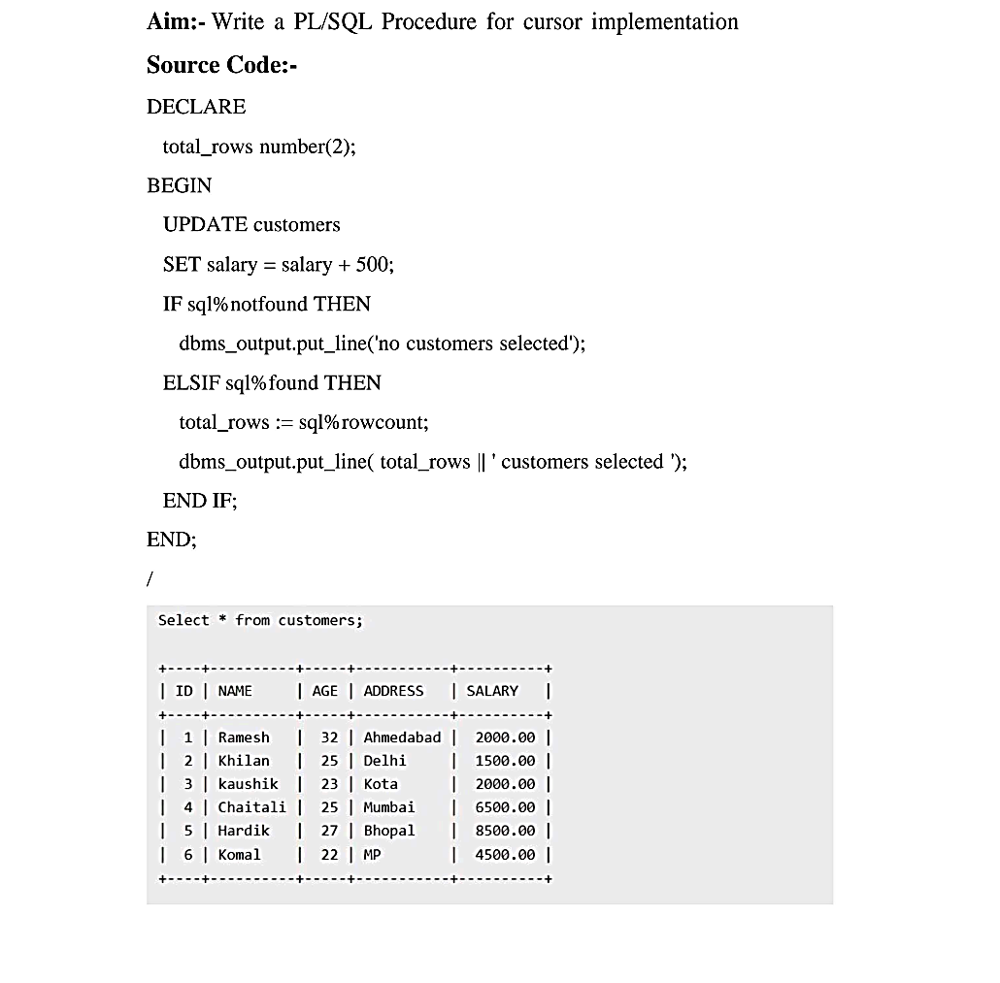 Aim:- Write a PL/SQL Procedure for cursor implementation
Source Code:-
DECLARE
total_rows number(2);
BEGIN
UPDATE customers
SET salary = salary + 500;
IF sql%notfound THEN
dbms_output.put_line('no customers selected');
ELSIF sql%found THEN
total_rows := sql%rowcount;
dbms_output.put_line( total_rows || ' customers selected ');
END IF;
END;
/
Select * from customers;
+----+----------+-----+-----------+----------+
| ID | NAME     | AGE | ADDRESS   | SALARY   |
+----+----------+-----+-----------+----------+
|  1 | Ramesh   |  32 | Ahmedabad |  2000.00 |
|  2 | Khilan   |  25 | Delhi     |  1500.00 |
|  3 | kaushik  |  23 | Kota      |  2000.00 |
|  4 | Chaitali |  25 | Mumbai    |  6500.00 |
|  5 | Hardik   |  27 | Bhopal    |  8500.00 |
|  6 | Komal    |  22 | MP        |  4500.00 |
+----+----------+-----+-----------+----------+